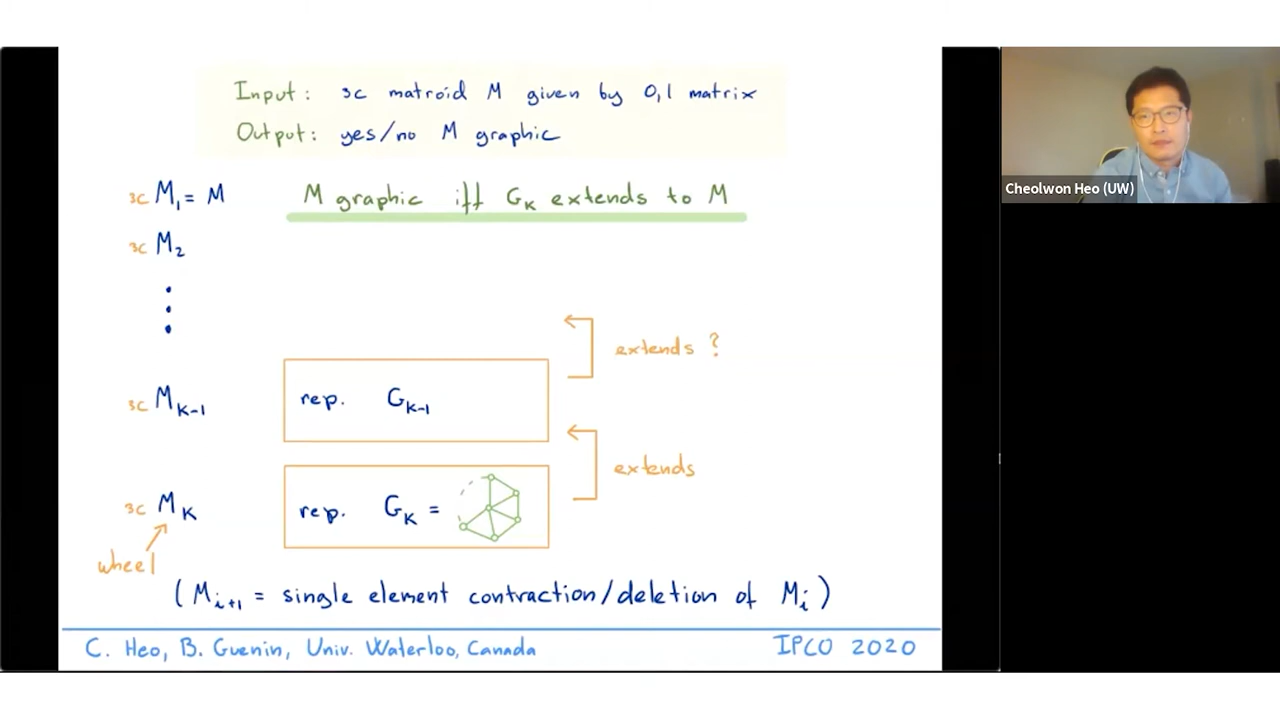 Input: 3c matroid M given by 0,1 matrix
Output: yes/no M graphic
3c M₁ = M
M graphic iff Gₖ extends to M
3c M₂
extends ?
3c Mₖ₋₁
rep. Gₖ₋₁
extends
3c Mₖ
rep. Gₖ =
wheel
(Mᵢ₊₁ = single element contraction/deletion of Mᵢ)
C. Heo, B. Guenin, Univ. Waterloo, Canada
IPCO 2020
Cheolwon Heo (UW)